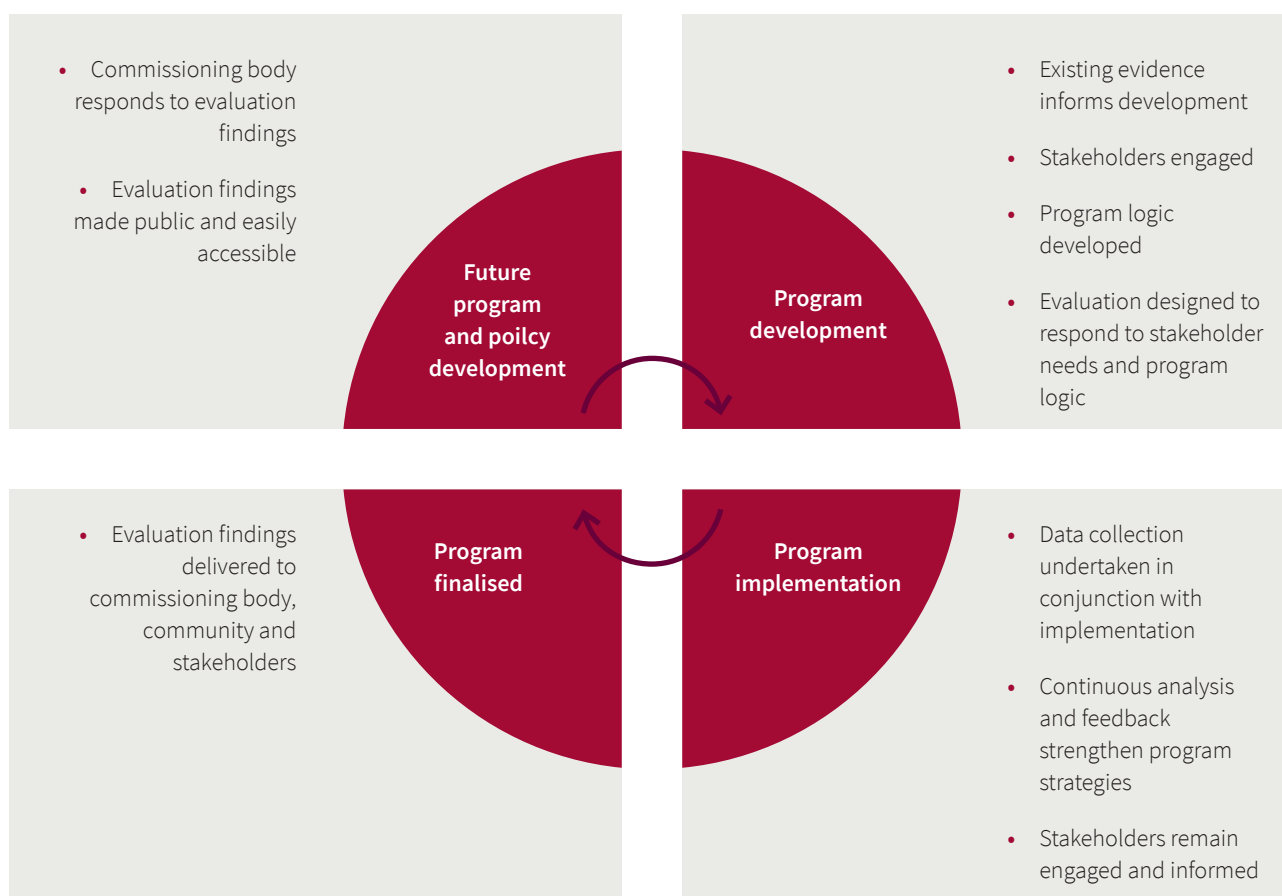 • Commissioning body
responds to evaluation
findings
• Evaluation findings
made public and easily
accessible
Future
program
and poilcy
development
Program
development
• Existing evidence
informs development
• Stakeholders engaged
• Program logic
developed
• Evaluation designed to
respond to stakeholder
needs and program
logic
• Evaluation findings
delivered to
commissioning body,
community and
stakeholders
Program
finalised
Program
implementation
• Data collection
undertaken in
conjunction with
implementation
• Continuous analysis
and feedback
strengthen program
strategies
• Stakeholders remain
engaged and informed